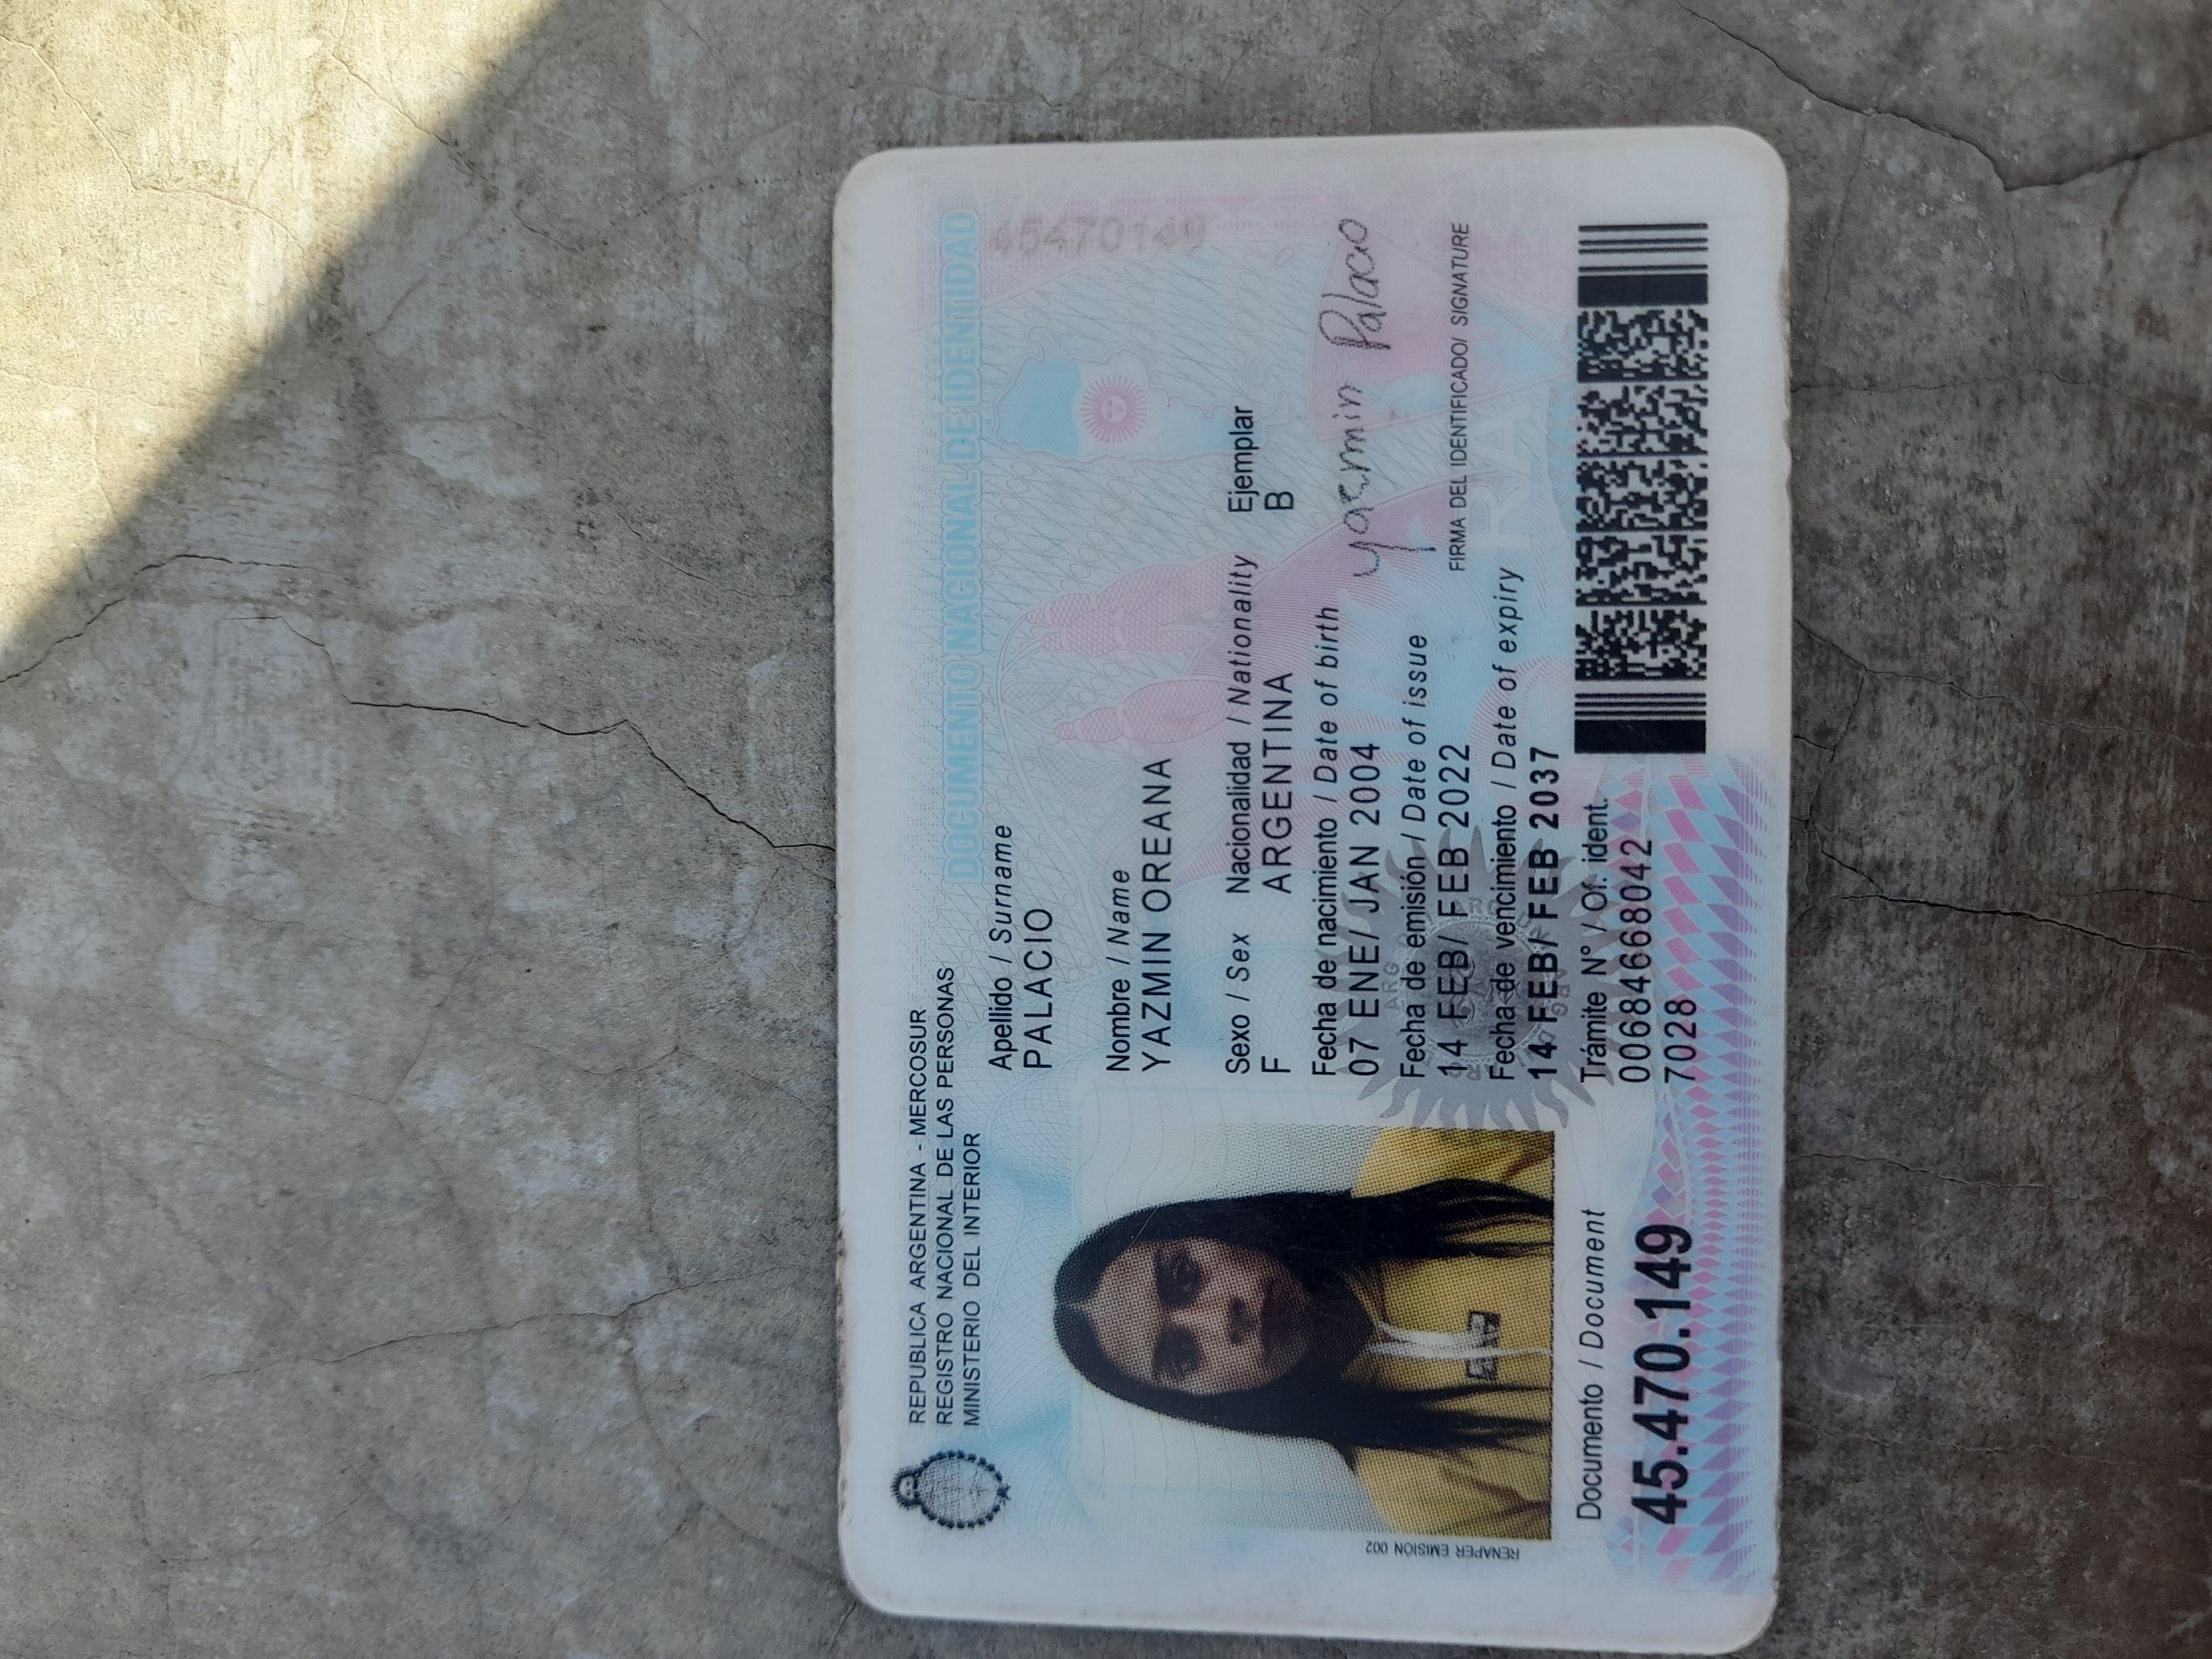 REPUBLICA ARGENTINA - MERCOSUR
REGISTRO NACIONAL DE LAS PERSONAS
MINISTERIO DEL INTERIOR
DOCUMENTO NACIONAL DE IDENTIDAD
Apellido / Surname
PALACIO
Nombre / Name
YAZMIN OREANA
Sexo / Sex Nacionalidad / Nationality Ejemplar
F ARGENTINA B
Fecha de nacimiento / Date of birth
07 ENE/ JAN 2004
Yazmin Palacio
Fecha de emisión / Date of issue
14 FEB/ FEB 2022
FIRMA DEL IDENTIFICADO/ SIGNATURE
Fecha de vencimiento / Date of expiry
14 FEB/ FEB 2037
RENAPER EMISIÓN 002
Documento / Document
45.470.149
Trámite N° / Of. ident.
00684668042
7028
RA